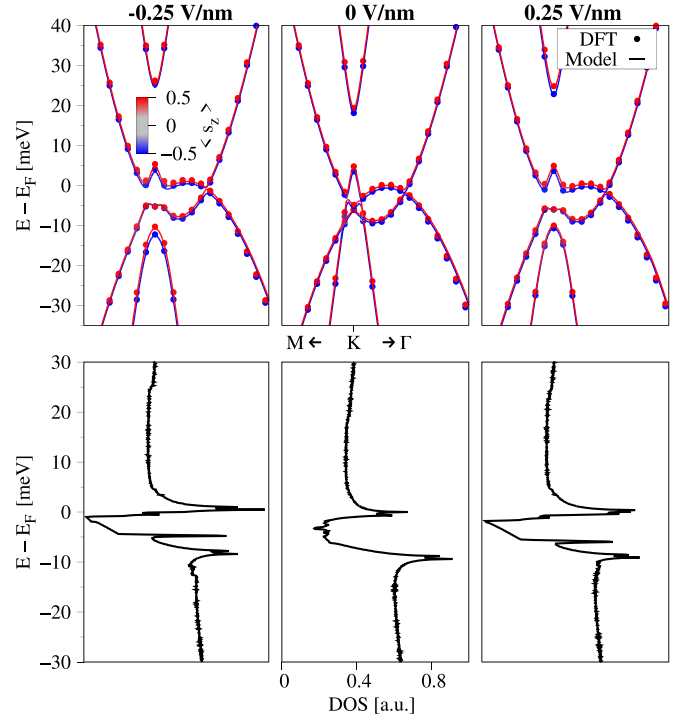 -0.25 V/nm 0 V/nm 0.25 V/nm
E − E_F [meV]
40
30
20
10
0
−10
−20
−30
0.5
0
−0.5
< s_z >
DFT
Model
M ← K → Γ
E − E_F [meV]
30
20
10
0
−10
−20
−30
0 0.4 0.8
DOS [a.u.]